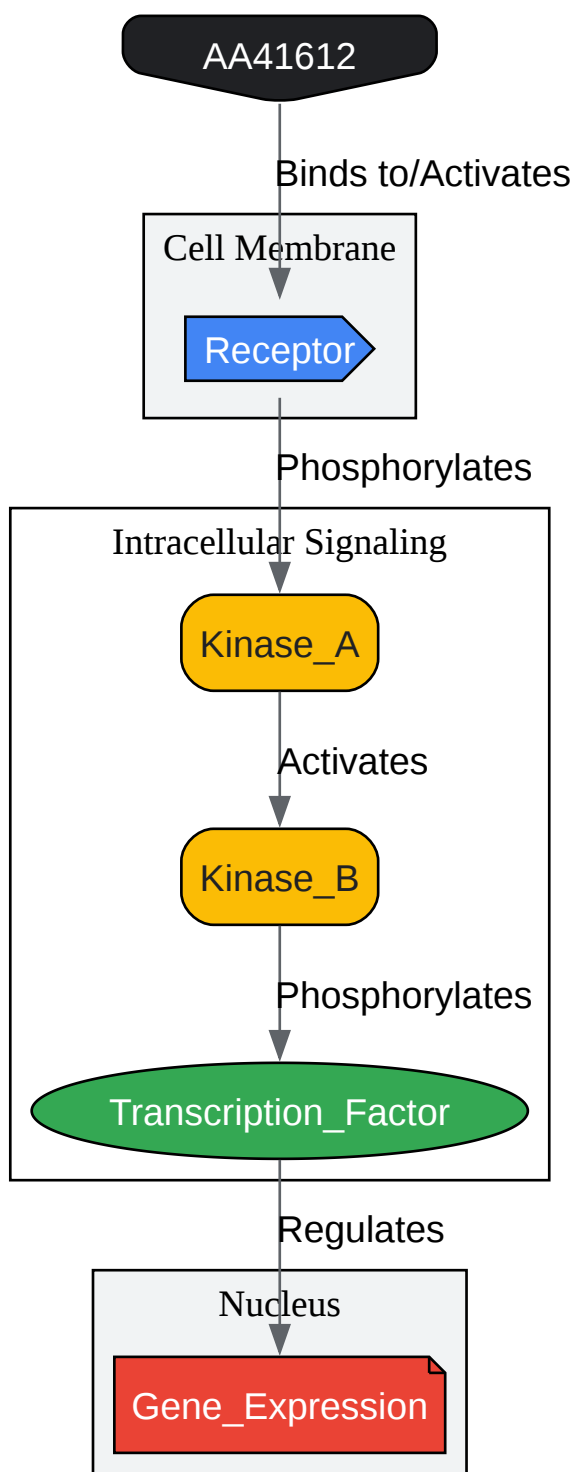 AA41612
Binds to/Activates
Cell Membrane
Receptor
Phosphorylates
Intracellular Signaling
Kinase_A
Activates
Kinase_B
Phosphorylates
Transcription_Factor
Regulates
Nucleus
Gene_Expression